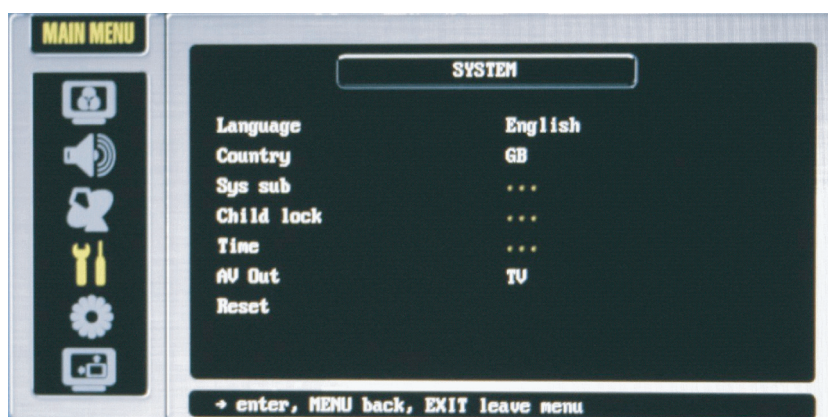 MAIN MENU
SYSTEM
Language English
Country GB
Sys sub ...
Child lock ...
Time ...
AV Out TV
Reset
→ enter, MENU back, EXIT leave menu